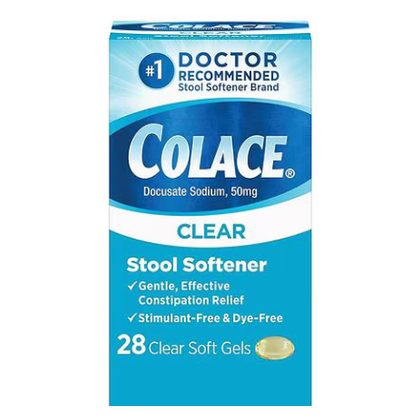 CLEAR
#1 DOCTOR
RECOMMENDED
Stool Softener Brand
COLACE®
Docusate Sodium, 50mg
CLEAR
Stool Softener
✓Gentle, Effective
Constipation Relief
✓Stimulant-Free & Dye-Free
28 Clear Soft Gels